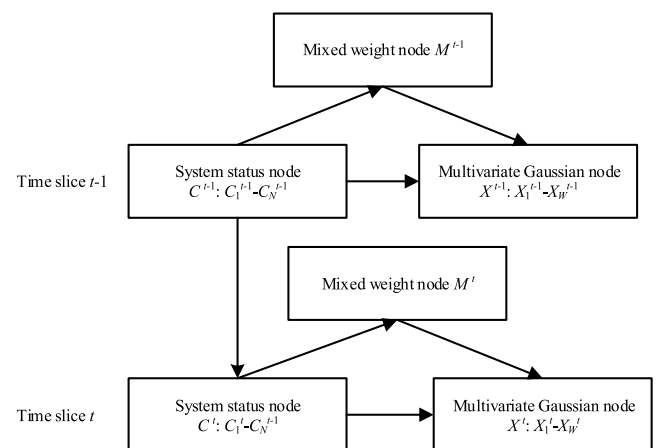 Mixed weight node M^{t-1}
Time slice t-1
System status node
C^{t-1}: C_1^{t-1}-C_N^{t-1}
Multivariate Gaussian node
X^{t-1}: X_1^{t-1}-X_W^{t-1}
Mixed weight node M^t
Time slice t
System status node
C^t: C_1^t-C_N^{t-1}
Multivariate Gaussian node
X^t: X_1^t-X_W^t